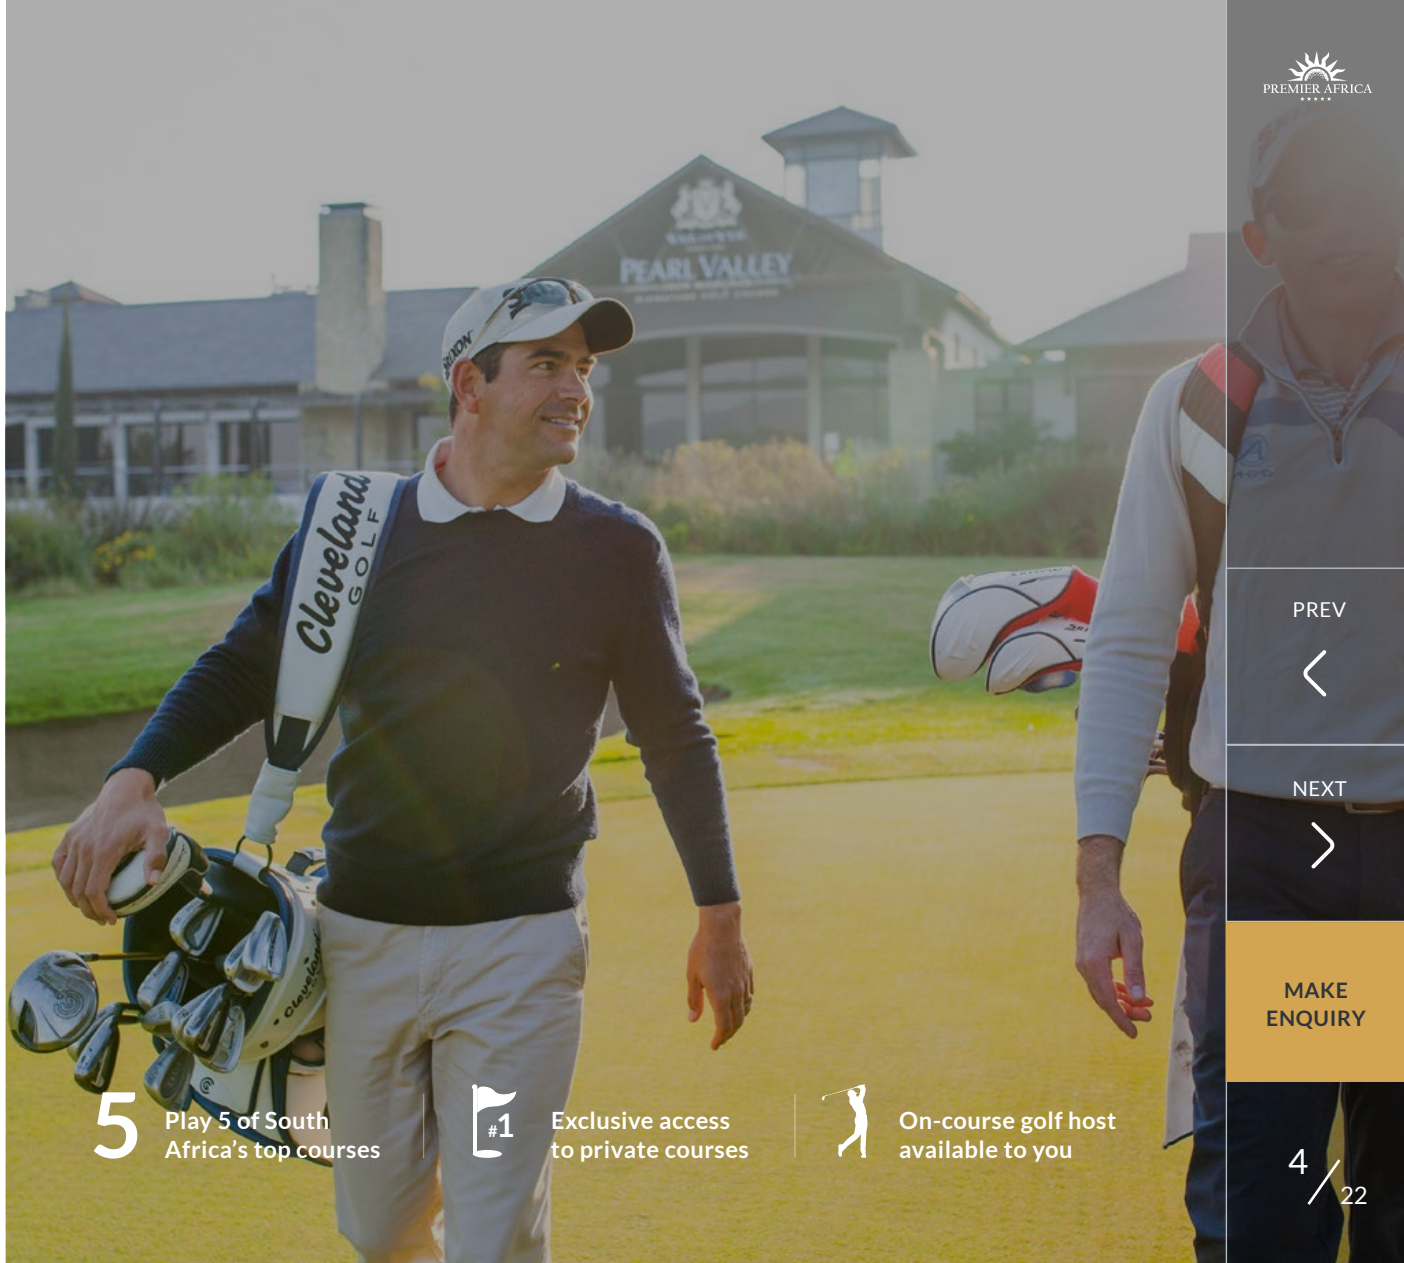 PREMIER AFRICA
PEARL VALLEY
SRIXON
Cleveland
GOLF
PREV
NEXT
Cleveland
MAKE
ENQUIRY
5
Play 5 of South
Africa's top courses
#1
Exclusive access
to private courses
On-course golf host
available to you
4/22